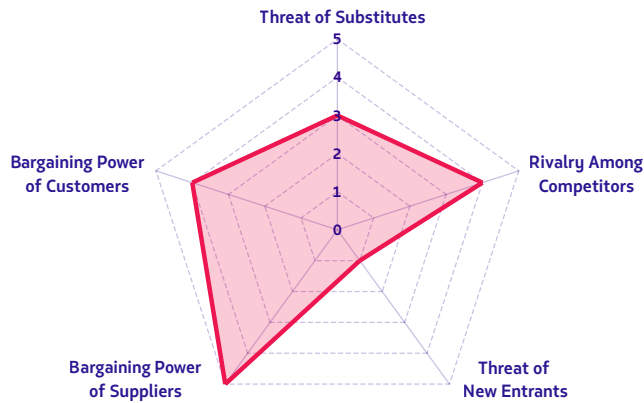 Threat of Substitutes
5
4
3
2
1
0
Bargaining Power
of Customers
Rivalry Among
Competitors
Bargaining Power
of Suppliers
Threat of
New Entrants